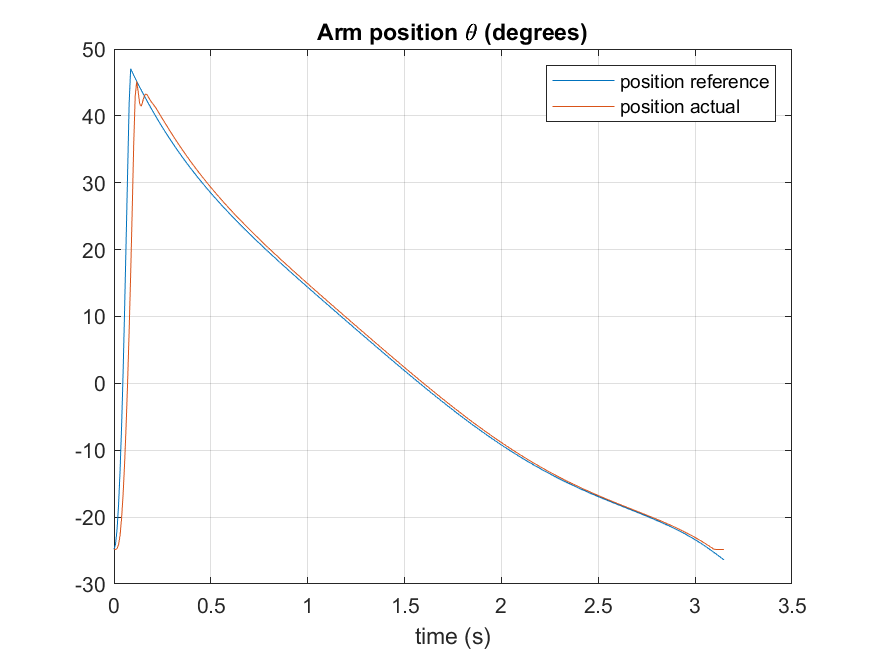 Arm position θ (degrees)
position reference
position actual
50
40
30
20
10
0
-10
-20
-30
0 0.5 1 1.5 2 2.5 3 3.5
time (s)